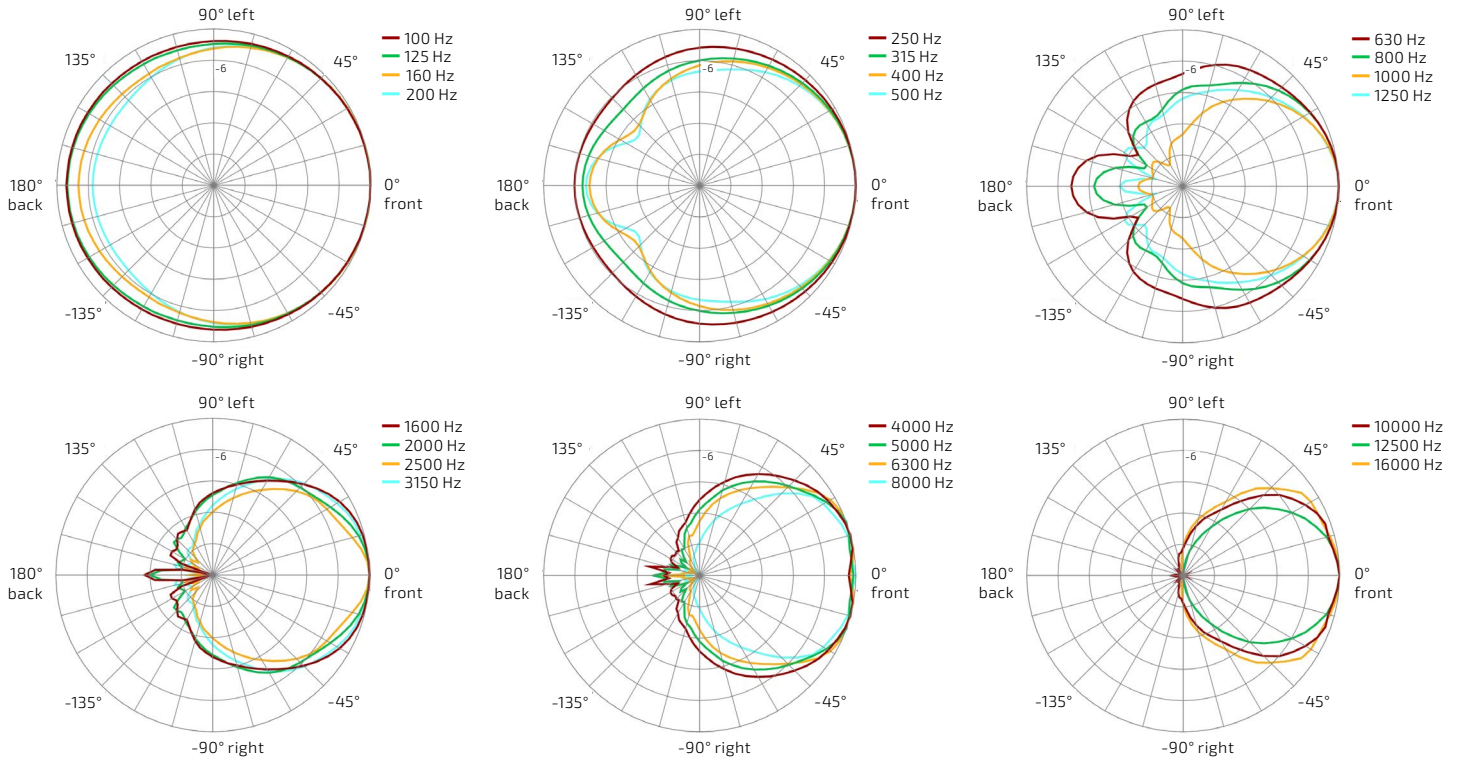 90° left
135°
45°
-6
100 Hz
125 Hz
160 Hz
200 Hz
180°
back
0°
front
-135°
-45°
-90° right
90° left
135°
45°
-6
250 Hz
315 Hz
400 Hz
500 Hz
180°
back
0°
front
-135°
-45°
-90° right
90° left
135°
45°
-6
630 Hz
800 Hz
1000 Hz
1250 Hz
180°
back
0°
front
-135°
-45°
-90° right
90° left
135°
45°
-6
1600 Hz
2000 Hz
2500 Hz
3150 Hz
180°
back
0°
front
-135°
-45°
-90° right
90° left
135°
45°
-6
4000 Hz
5000 Hz
6300 Hz
8000 Hz
180°
back
0°
front
-135°
-45°
-90° right
90° left
135°
45°
-6
10000 Hz
12500 Hz
16000 Hz
180°
back
0°
front
-135°
-45°
-90° right